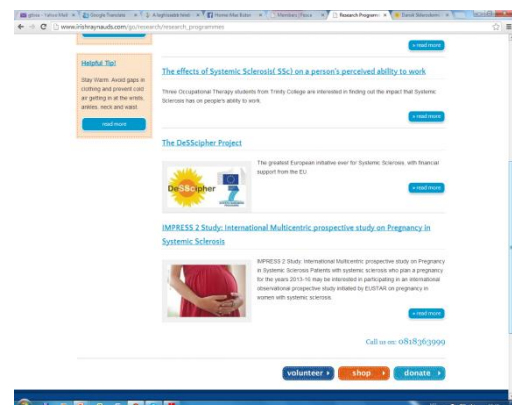 Google Translate
www.irishraynauds.com/go/research/research_programmes
» read more
Helpful Tip!
Stay Warm: Avoid gaps in
clothing and prevent cold
air getting in at the wrists,
ankles, neck and waist.
read more
The effects of Systemic Sclerosis( SSc) on a person's perceived ability to work
Three Occupational Therapy students from Trinity College are interested in finding out the impact that Systemic
Sclerosis has on people's ability to work.
» read more
The DeSScipher Project
DeSScipher
The greatest European initiative ever for Systemic Sclerosis, with financial
support from the EU.
» read more
IMPRESS 2 Study: International Multicentric prospective study on Pregnancy in
Systemic Sclerosis
IMPRESS 2 Study: International Multicentric prospective study on Pregnancy
in Systemic Sclerosis Patients with systemic sclerosis who plan a pregnancy
for the years 2013-16 may be interested in participating in an international
observational prospective study initiated by EUSTAR on pregnancy in
women with systemic sclerosis.
» read more
Call us on: 0818363999
volunteer
shop
donate